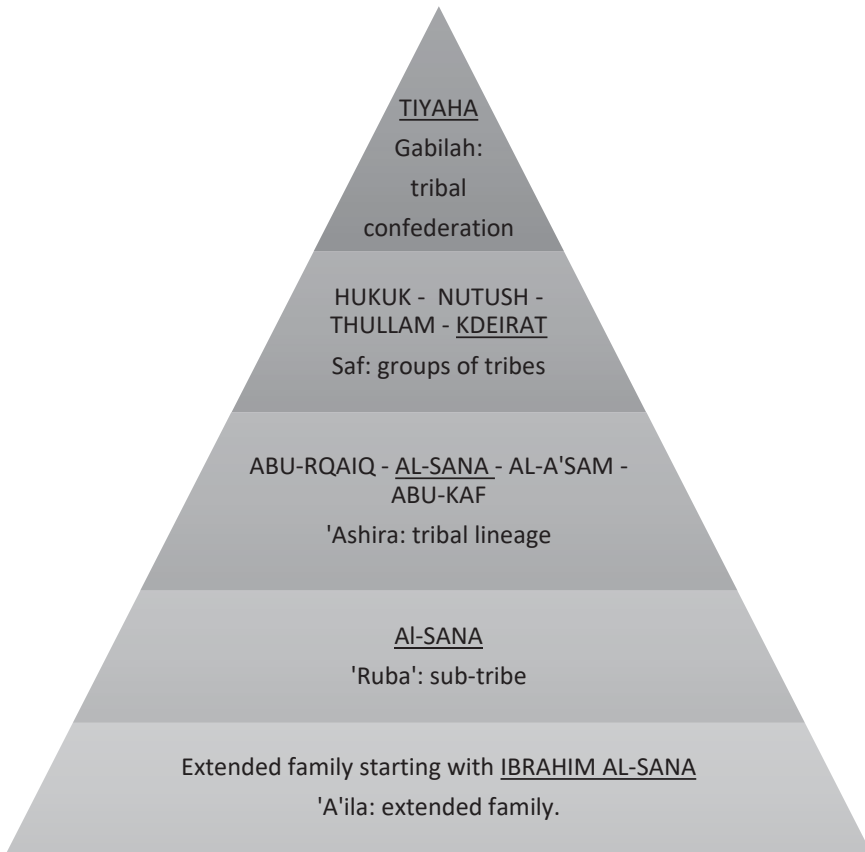 TIYAHA
Gabilah:
tribal
confederation
HUKUK - NUTUSH -
THULLAM - KDEIRAT
Saf: groups of tribes
ABU-RQAIQ - AL-SANA - AL-A'SAM -
ABU-KAF
'Ashira: tribal lineage
Al-SANA
'Ruba': sub-tribe
Extended family starting with IBRAHIM AL-SANA
'A'ila: extended family.